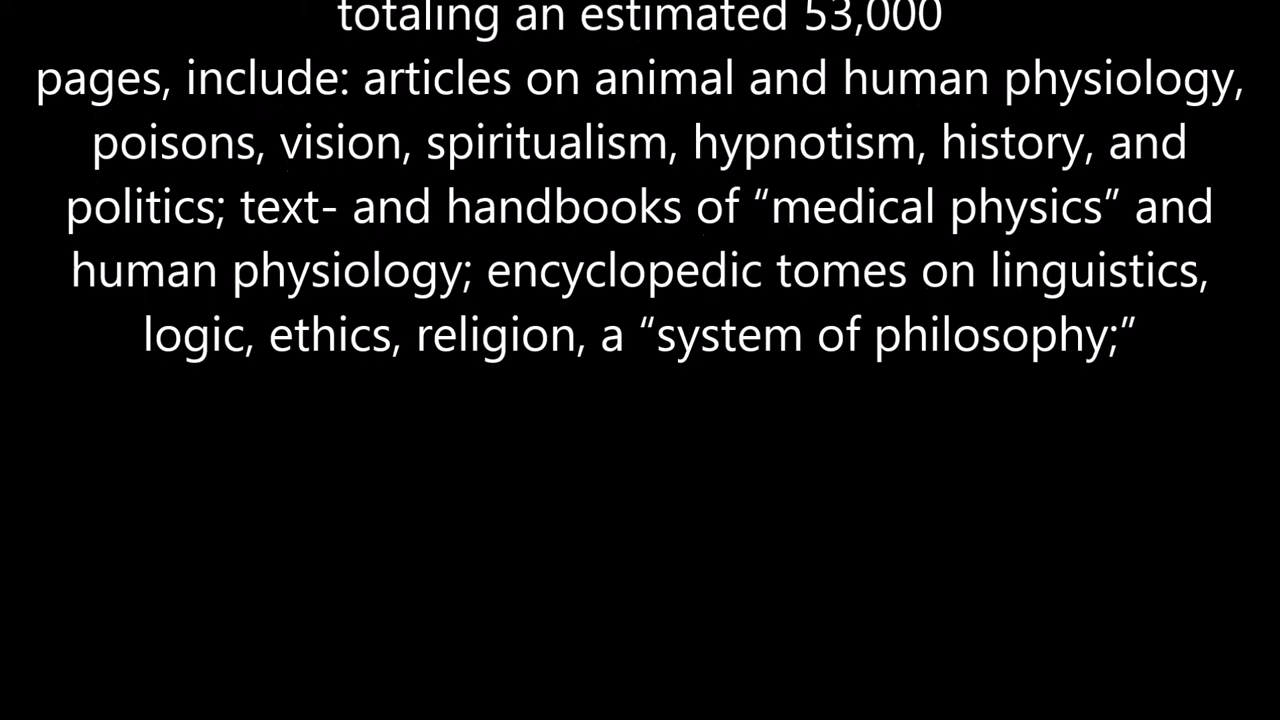 totaling an estimated 53,000
pages, include: articles on animal and human physiology,
poisons, vision, spiritualism, hypnotism, history, and
politics; text- and handbooks of “medical physics” and
human physiology; encyclopedic tomes on linguistics,
logic, ethics, religion, a “system of philosophy;”